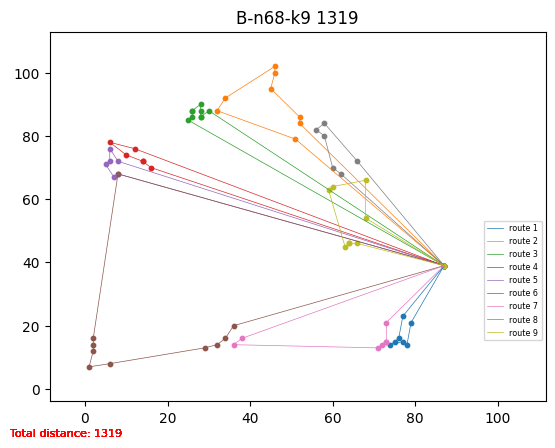 B-n68-k9 1319
100
80
60
40
20
0
0 20 40 60 80 100
route 1
route 2
route 3
route 4
route 5
route 6
route 7
route 8
route 9
Total distance: 1319